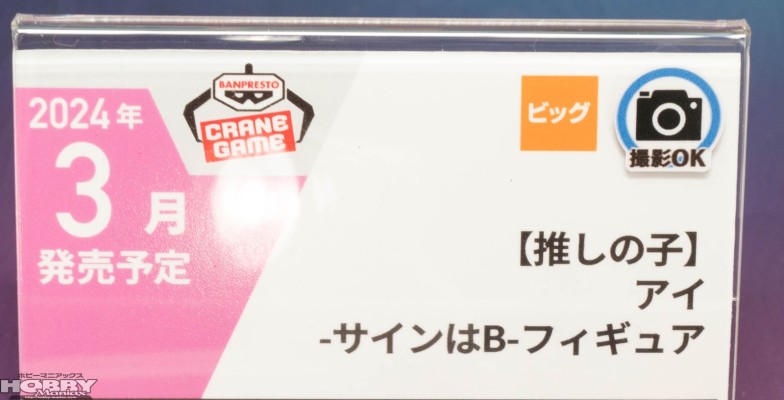 2024年
3月
発売予定
BANPRESTO
CRANE
GAME
ビッグ
撮影OK
【推しの子】
アイ
-サインはB-フィギュア
ホビーマニアックス
HOBBY
Maniax